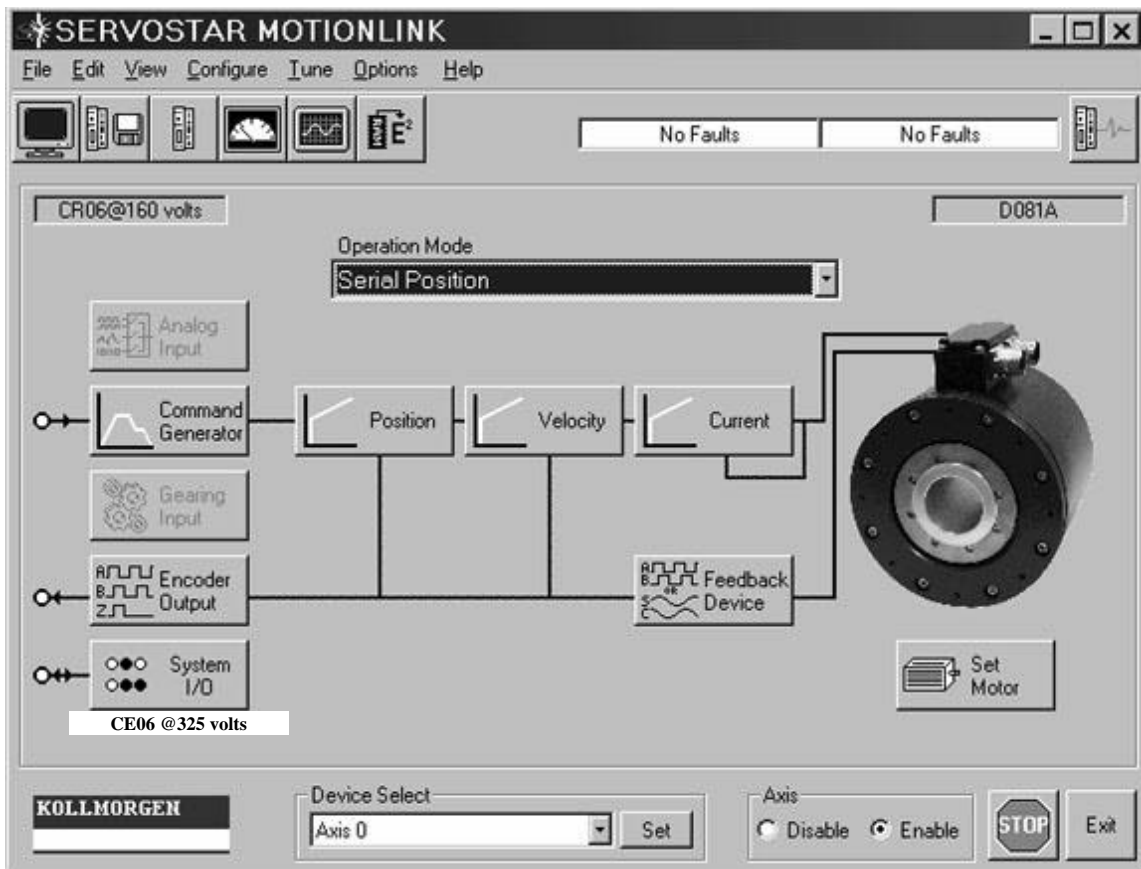 SERVOSTAR MOTIONLINK
File Edit View Configure Tune Options Help
E²
No Faults
No Faults
CR06@160 volts
D081A
Operation Mode
Serial Position
Analog
Input
Command
Generator
Position
Velocity
Current
Gearing
Input
A
B
Z
Encoder
Output
A
B
OR
S
C
Feedback
Device
System
I/O
Set
Motor
CE06 @325 volts
KOLLMORGEN
Device Select
Axis 0
Set
Axis
Disable
Enable
STOP
Exit